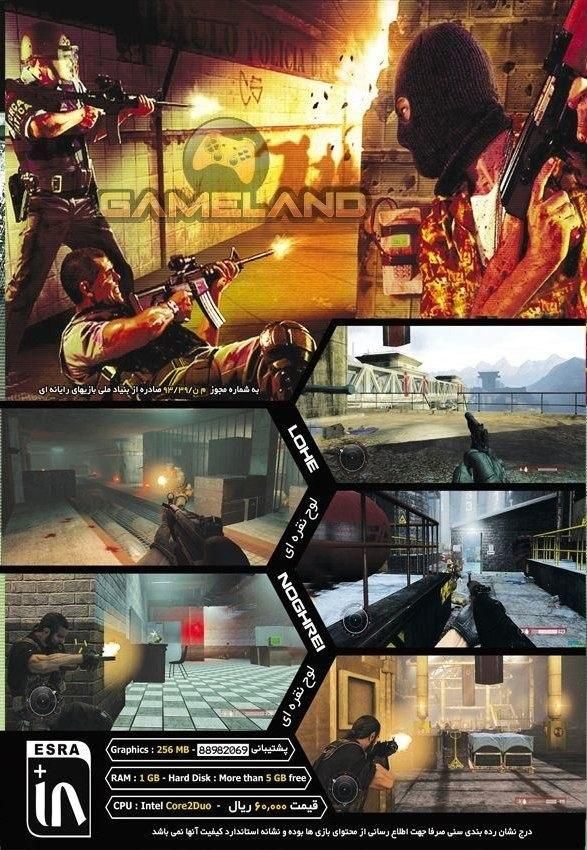 PAULO POLICIA
GAMELAND
به شماره مجوز م ن/۹۳/۳۹ صادره از بنیاد ملی بازیهای رایانه ای
LOHE
لوح نقره ای
NOGHREI
لوح نقره ای
ESRA
+۱۸
Graphics : 256 MB - 88982069 پشتیبانی
RAM : 1 GB - Hard Disk : More than 5 GB free
CPU : Intel Core2Duo - قیمت ۶۰,۰۰۰ ریال
درج نشان رده بندی سنی صرفا جهت اطلاع رسانی از محتوای بازی ها بوده و نشانه استاندارد کیفیت آنها نمی باشد